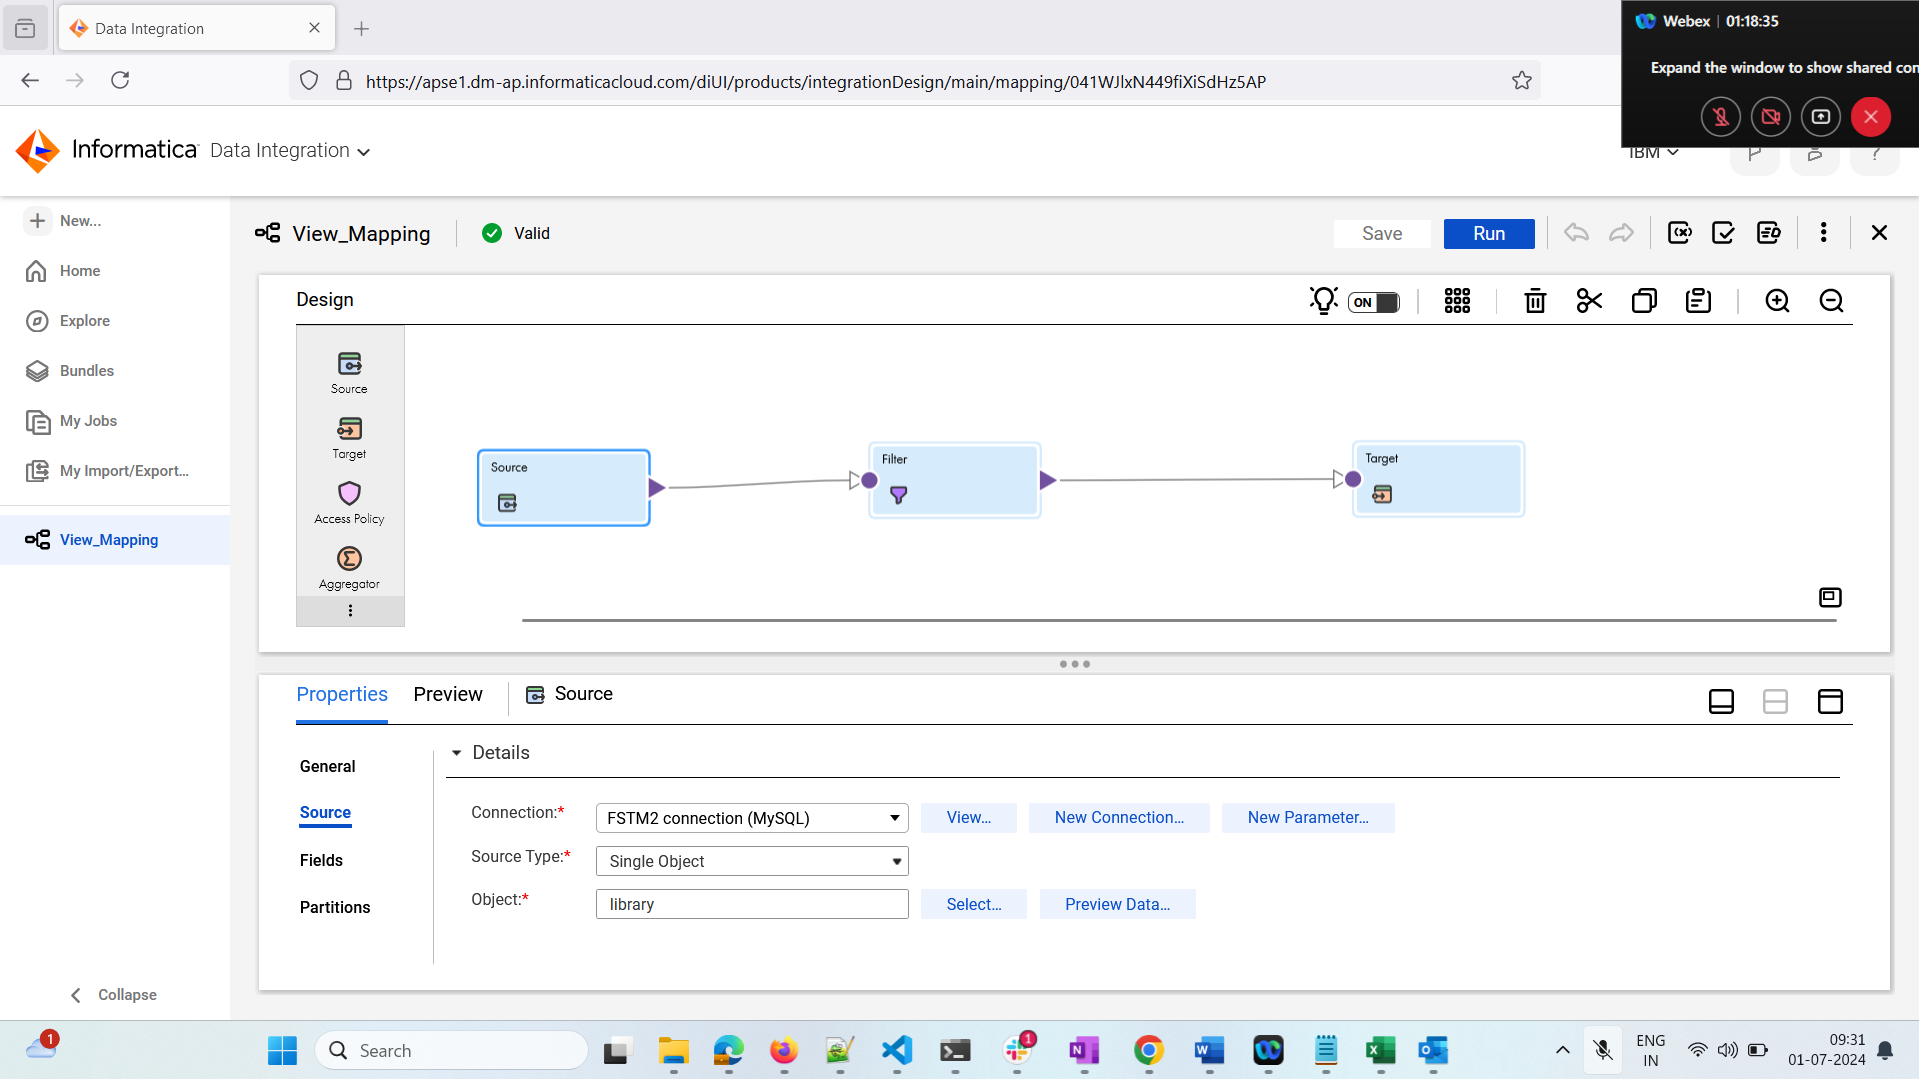 Data Integration
Webex | 01:18:35
Expand the window to show shared con
https://apse1.dm-ap.informaticacloud.com/diUI/products/integrationDesign/main/mapping/041WJlxN449fiXiSdHz5AP
Informatica Data Integration
IBM
New...
Home
Explore
Bundles
My Jobs
My Import/Export...
View_Mapping
Collapse
View_Mapping
Valid
Save
Run
Design
ON
Source
Target
Access Policy
Aggregator
Source
Filter
Target
Properties
Preview
Source
General
Source
Fields
Partitions
Details
Connection:*
FSTM2 connection (MySQL)
View...
New Connection...
New Parameter...
Source Type:*
Single Object
Object:*
library
Select...
Preview Data...
1
Search
1
ENG
IN
09:31
01-07-2024